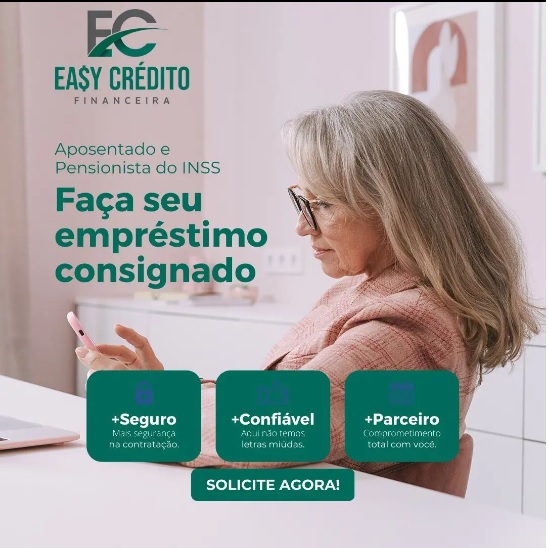 EC
EA$Y CRÉDITO
FINANCEIRA
Aposentado e
Pensionista do INSS
Faça seu
empréstimo
consignado
+Seguro
Mais segurança
na contratação.
+Confiável
Aqui não temos
letras miúdas.
+Parceiro
Comprometimento
total com você.
SOLICITE AGORA!